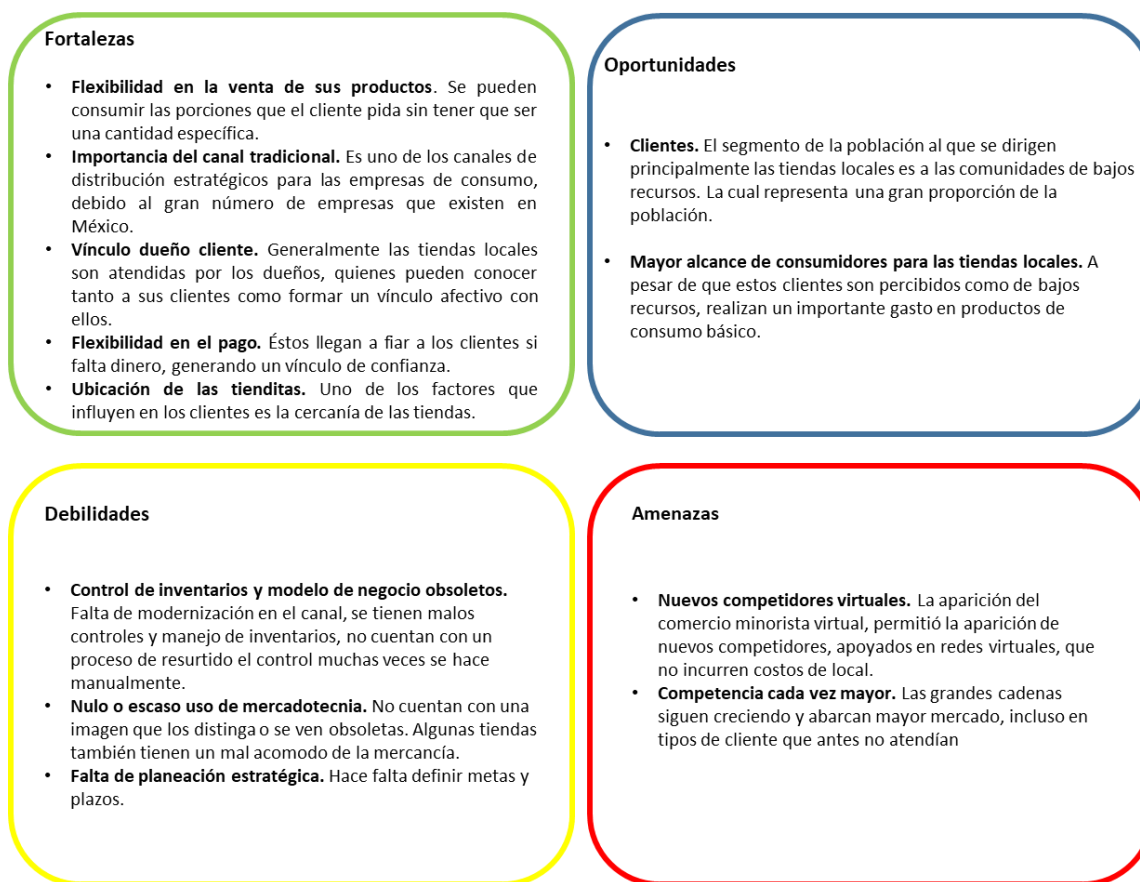 Fortalezas
• Flexibilidad en la venta de sus productos. Se pueden
consumir las porciones que el cliente pida sin tener que ser
una cantidad específica.
• Importancia del canal tradicional. Es uno de los canales de
distribución estratégicos para las empresas de consumo,
debido al gran número de empresas que existen en
México.
• Vínculo dueño cliente. Generalmente las tiendas locales
son atendidas por los dueños, quienes pueden conocer
tanto a sus clientes como formar un vínculo afectivo con
ellos.
• Flexibilidad en el pago. Éstos llegan a fiar a los clientes si
falta dinero, generando un vínculo de confianza.
• Ubicación de las tienditas. Uno de los factores que
influyen en los clientes es la cercanía de las tiendas.
Oportunidades
• Clientes. El segmento de la población al que se dirigen
principalmente las tiendas locales es a las comunidades de bajos
recursos. La cual representa una gran proporción de la
población.
• Mayor alcance de consumidores para las tiendas locales. A
pesar de que estos clientes son percibidos como de bajos
recursos, realizan un importante gasto en productos de
consumo básico.
Debilidades
• Control de inventarios y modelo de negocio obsoletos.
Falta de modernización en el canal, se tienen malos
controles y manejo de inventarios, no cuentan con un
proceso de resurtido el control muchas veces se hace
manualmente.
• Nulo o escaso uso de mercadotecnia. No cuentan con una
imagen que los distinga o se ven obsoletas. Algunas tiendas
también tienen un mal acomodo de la mercancía.
• Falta de planeación estratégica. Hace falta definir metas y
plazos.
Amenazas
• Nuevos competidores virtuales. La aparición del
comercio minorista virtual, permitió la aparición de
nuevos competidores, apoyados en redes virtuales, que
no incurren costos de local.
• Competencia cada vez mayor. Las grandes cadenas
siguen creciendo y abarcan mayor mercado, incluso en
tipos de cliente que antes no atendían